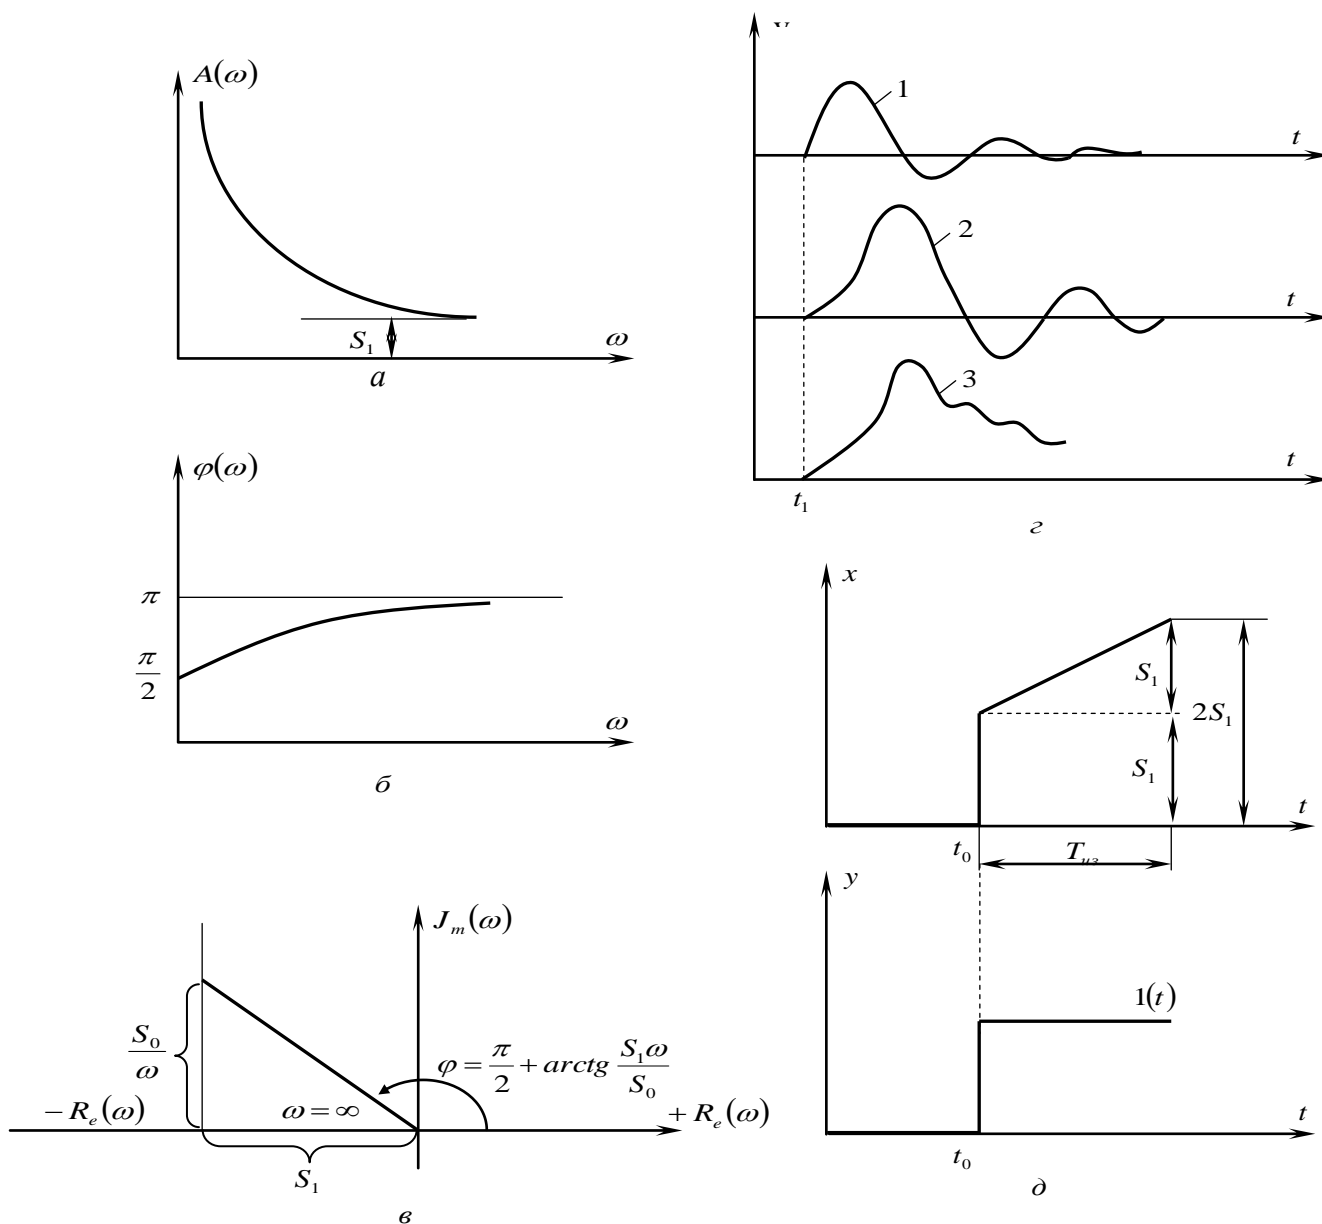 A(ω)
S₁
ω
а
φ(ω)
π
π/2
ω
б
J_m(ω)
S₀/ω
φ = π/2 + arctg S₁ω/S₀
− R_e(ω)
ω = ∞
+ R_e(ω)
S₁
в
1
t
2
t
3
t
t₁
г
x
S₁
2S₁
S₁
t
t₀
T_из
y
1(t)
t
t₀
д